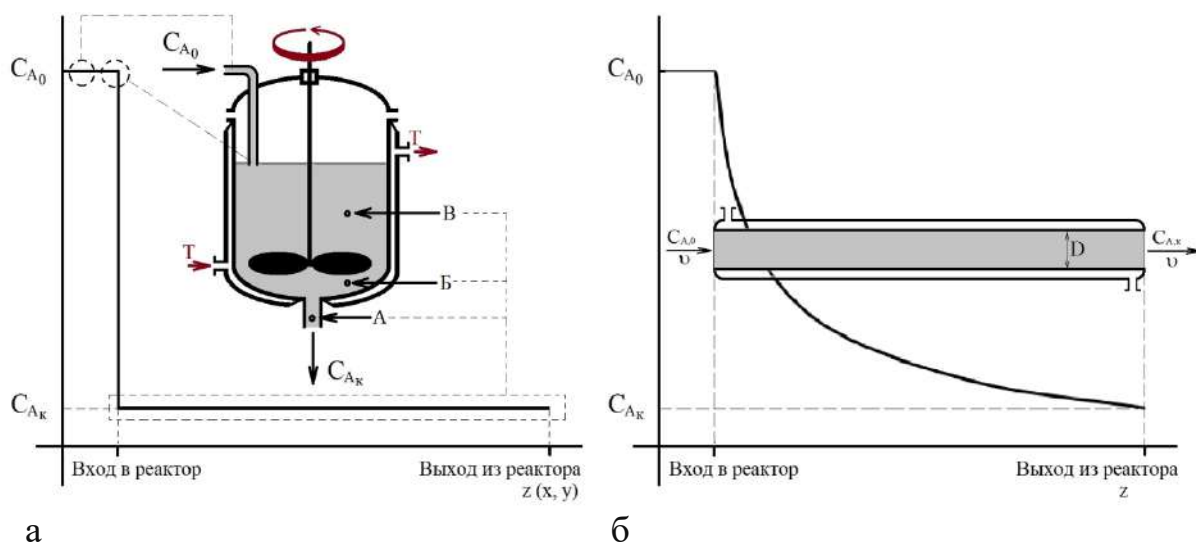 C_A₀
C_A₀
T
T
В
Б
А
C_Aк
C_Aк
Вход в реактор
Выход из реактора
z (x, y)
а
C_A₀
C_A,0
υ
D
C_A,к
υ
C_Aк
Вход в реактор
Выход из реактора
z
б